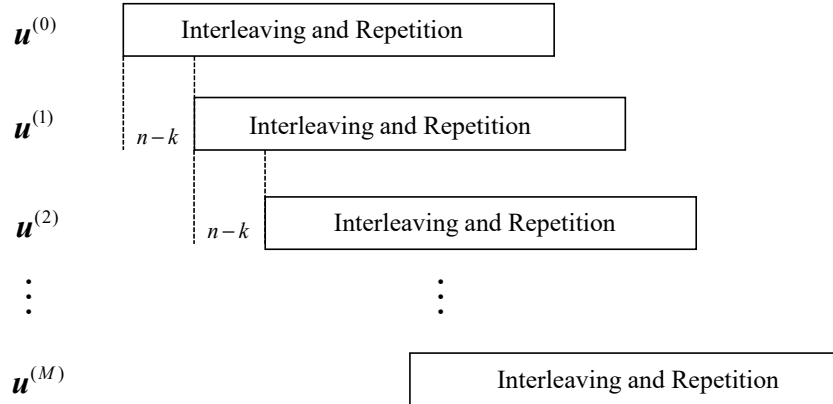 u^{(0)} Interleaving and Repetition
n−k
u^{(1)} Interleaving and Repetition
n−k
u^{(2)} Interleaving and Repetition
⋮ ⋮
u^{(M)} Interleaving and Repetition